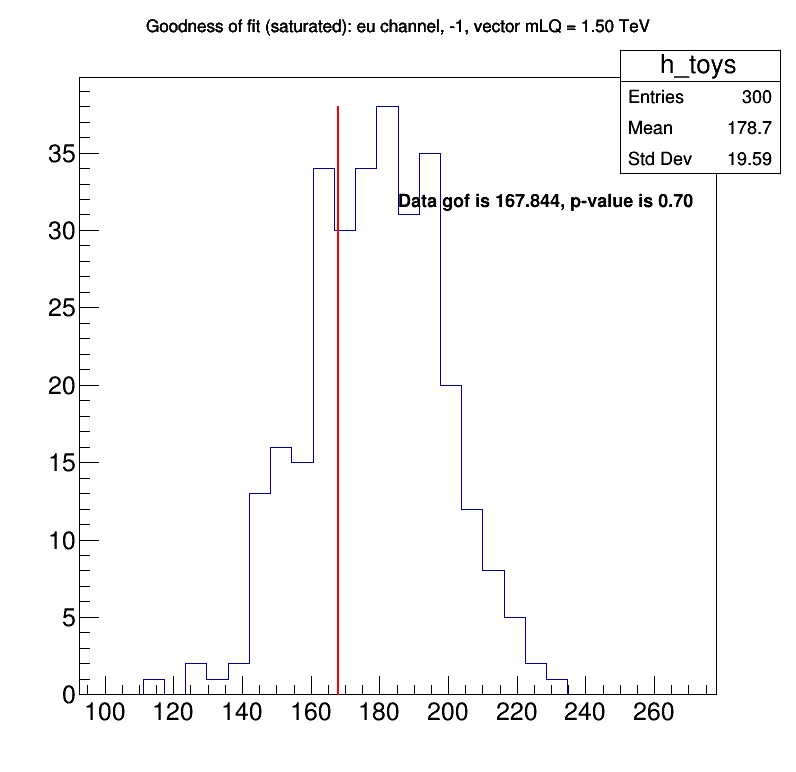 Goodness of fit (saturated): eu channel, -1, vector mLQ = 1.50 TeV
h_toys
Entries 300
Mean 178.7
Std Dev 19.59
Data gof is 167.844, p-value is 0.70
35
30
25
20
15
10
5
0
100 120 140 160 180 200 220 240 260